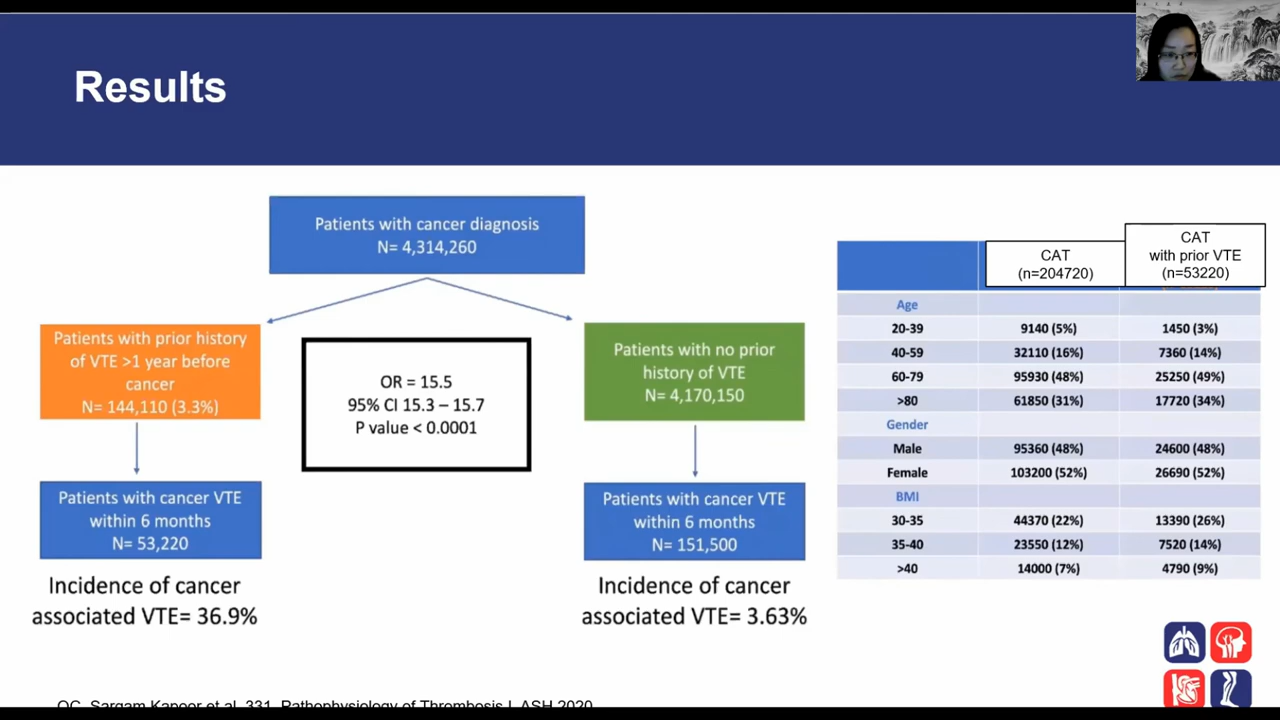 Results
Patients with cancer diagnosis
N= 4,314,260
Patients with prior history
of VTE >1 year before
cancer
N= 144,110 (3.3%)
OR = 15.5
95% CI 15.3 – 15.7
P value < 0.0001
Patients with no prior
history of VTE
N= 4,170,150
Patients with cancer VTE
within 6 months
N= 53,220
Patients with cancer VTE
within 6 months
N= 151,500
Incidence of cancer
associated VTE= 36.9%
Incidence of cancer
associated VTE= 3.63%
CAT
(n=204720)
CAT
with prior VTE
(n=53220)
Age
20-39 9140 (5%) 1450 (3%)
40-59 32110 (16%) 7360 (14%)
60-79 95930 (48%) 25250 (49%)
>80 61850 (31%) 17720 (34%)
Gender
Male 95360 (48%) 24600 (48%)
Female 103200 (52%) 26690 (52%)
BMI
30-35 44370 (22%) 13390 (26%)
35-40 23550 (12%) 7520 (14%)
>40 14000 (7%) 4790 (9%)
OC, Sargam Kapoor et al. 331. Pathophysiology of Thrombosis I, ASH 2020